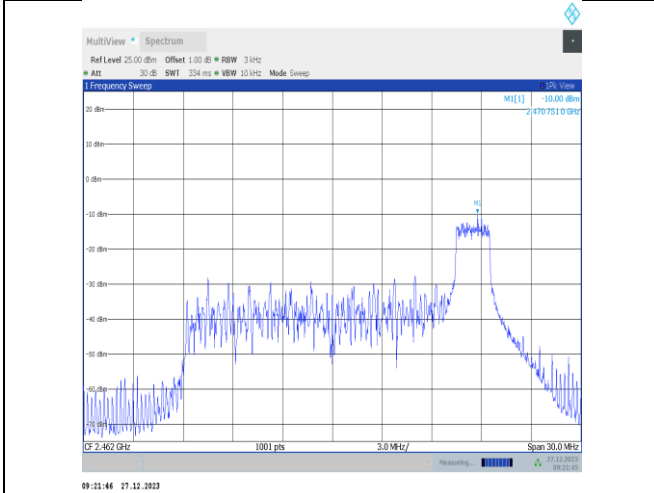 MultiView Spectrum
Ref Level 25.00 dBm Offset 1.00 dB RBW 3 kHz
Att 30 dB SWT 334 ms VBW 10 kHz Mode Sweep
1 Frequency Sweep 1Pk View
M1[1] -10.00 dBm
2.4707510 GHz
20 dBm
10 dBm
0 dBm
M1
-10 dBm
-20 dBm
-30 dBm
-40 dBm
-50 dBm
-60 dBm
-70 dBm
CF 2.462 GHz 1001 pts 3.0 MHz/ Span 30.0 MHz
Measuring... 27.12.2023
09:21:45
09:21:46 27.12.2023